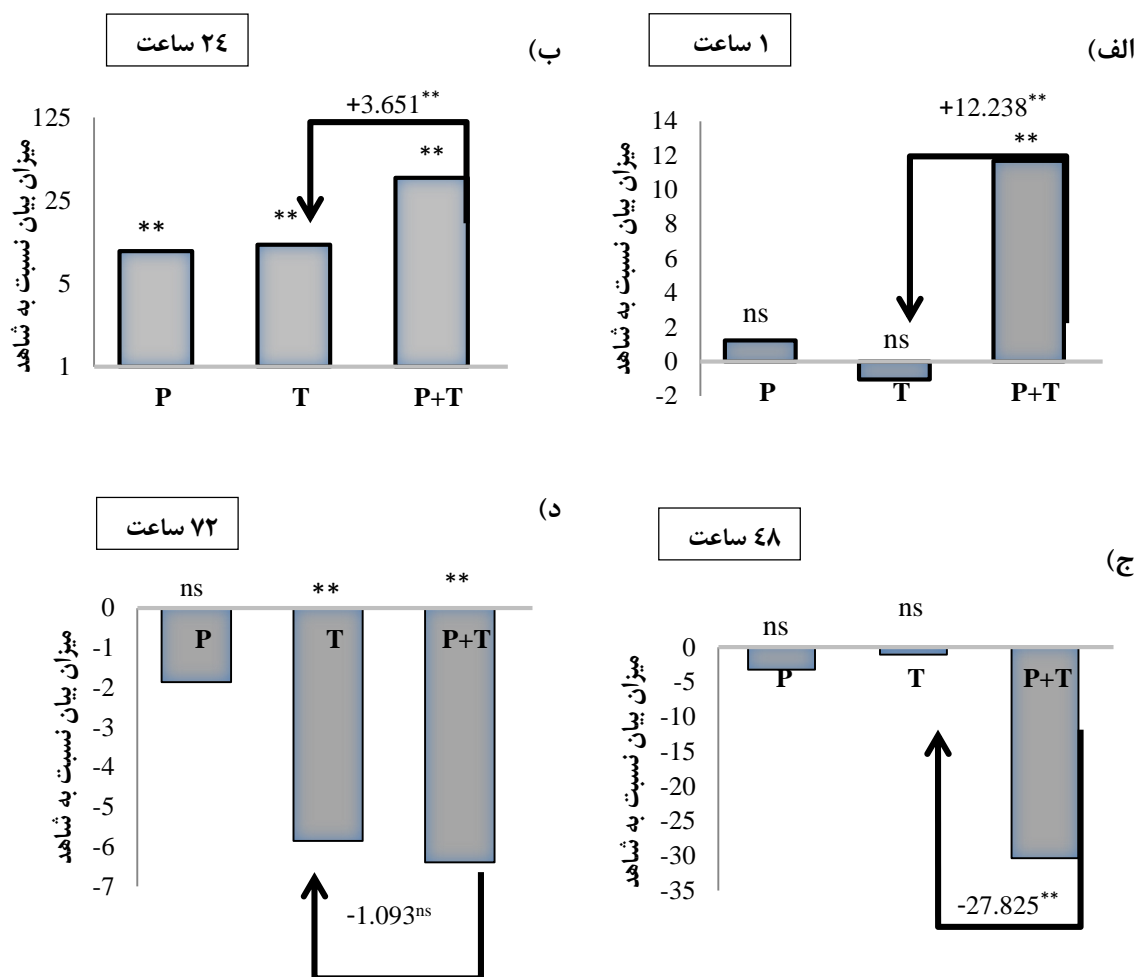 الف)
۱ ساعت
+12.238**
**
ns
ns
میزان بیان نسبت به شاهد
14
12
10
8
6
4
2
0
-2
P
T
P+T
ب)
۲٤ ساعت
+3.651**
**
**
**
میزان بیان نسبت به شاهد
125
25
5
1
P
T
P+T
ج)
٤۸ ساعت
ns
ns
میزان بیان نسبت به شاهد
0
-5
-10
-15
-20
-25
-30
-35
P
T
P+T
-27.825**
د)
۷۲ ساعت
ns
**
**
میزان بیان نسبت به شاهد
0
-1
-2
-3
-4
-5
-6
-7
P
T
P+T
-1.093ns